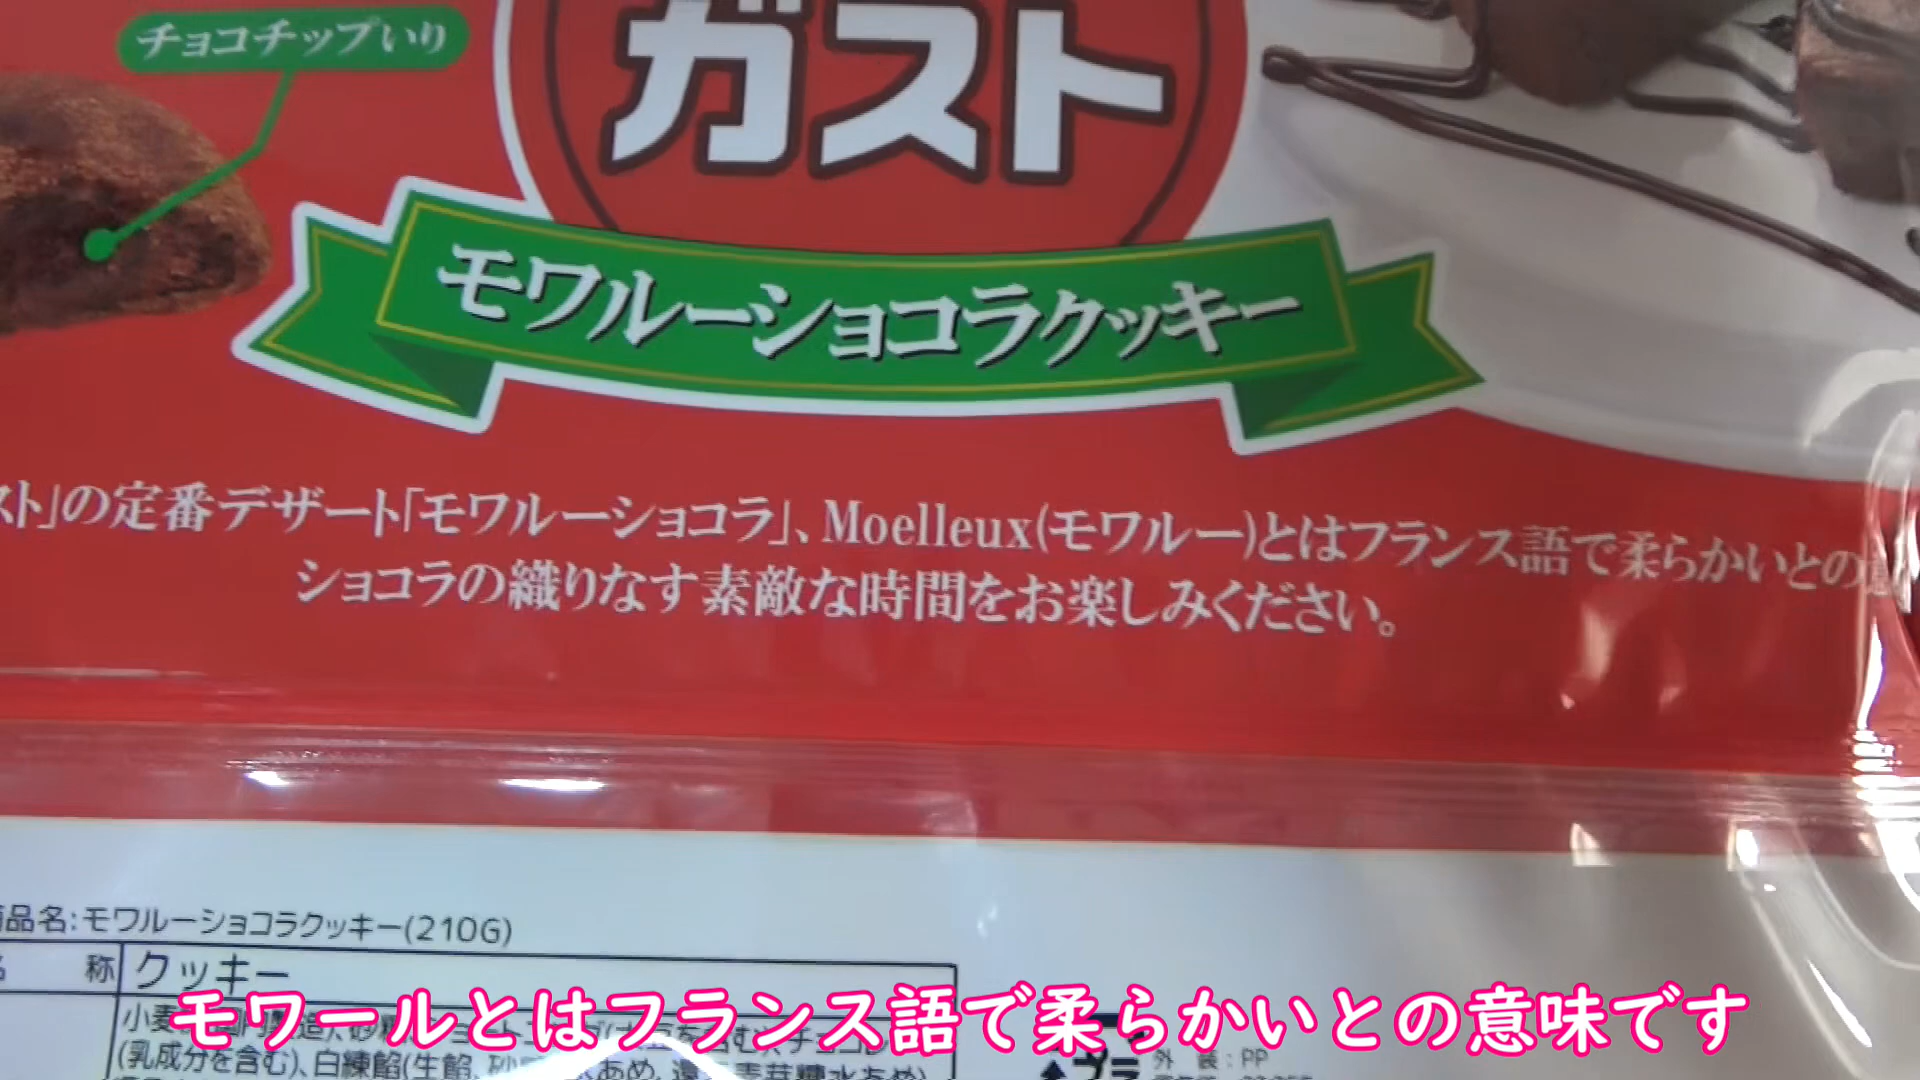 チョコチップいり
ガスト
モワルーショコラクッキー
スト」の定番デザート「モワルーショコラ」、Moelleux(モワルー)とはフランス語で柔らかいとの
ショコラの織りなす素敵な時間をお楽しみください。
品名:モワルーショコラクッキー(210G)
称 クッキー
モワールとはフランス語で柔らかいとの意味です
(乳成分を含む)、白練餡(生餡、
プラ
外 装:PP